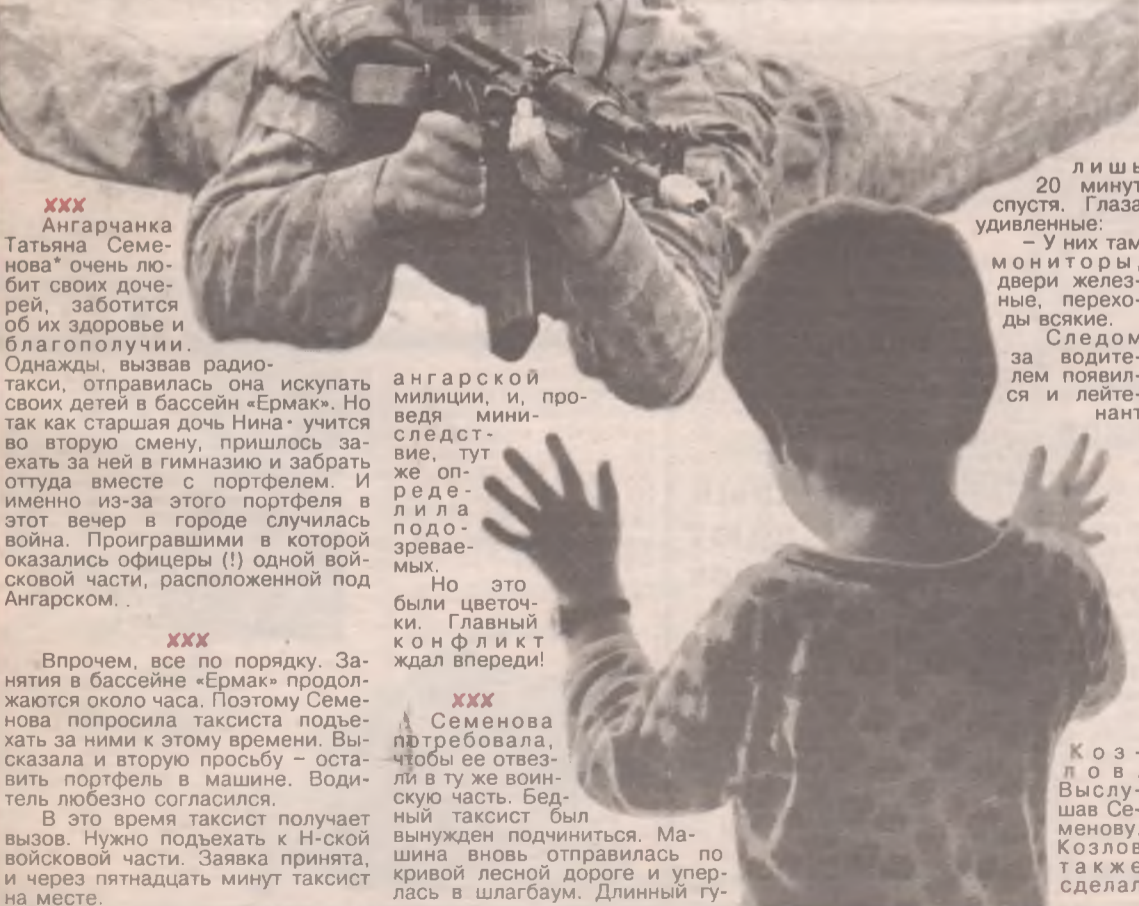 ххх
Ангарчанка
Татьяна Семе-
нова* очень лю-
бит своих доче-
рей, заботится
об их здоровье и
благополучии.
Однажды, вызвав радио-
такси, отправилась она искупать
своих детей в бассейн «Ермак». Но
так как старшая дочь Нина* учится
во вторую смену, пришлось за-
ехать за ней в гимназию и забрать
оттуда вместе с портфелем. И
именно из-за этого портфеля в
этот вечер в городе случилась
война. Проигравшими в которой
оказались офицеры (!) одной вой-
сковой части, расположенной под
Ангарском. .
ххх
Впрочем, все по порядку. За-
нятия в бассейне «Ермак» продол-
жаются около часа. Поэтому Семе-
нова попросила таксиста подъе-
хать за ними к этому времени. Вы-
сказала и вторую просьбу – оста-
вить портфель в машине. Води-
тель любезно согласился.
В это время таксист получает
вызов. Нужно подъехать к Н-ской
войсковой части. Заявка принята,
и через пятнадцать минут таксист
на месте.
ангарской
милиции, и, про-
ведя мини-
следст-
вие, тут
же оп-
реде-
лила
подо-
зревае-
мых.
Но это
были цветоч-
ки. Главный
конфликт
ждал впереди!
ххх
Семенова
потребовала,
чтобы ее отвез-
ли в ту же воин-
скую часть. Бед-
ный таксист был
вынужден подчиниться. Ма-
шина вновь отправилась по
кривой лесной дороге и упер-
лась в шлагбаум. Длинный гу-
лишь
20 минут
спустя. Глаза
удивленные:
– У них там
мониторы,
двери желез-
ные, перехо-
ды всякие.
Следом
за водите-
лем появил-
ся и лейте-
нант
Коз-
лов.
Выслу-
шав Се-
менову,
Козлов
также
сделал